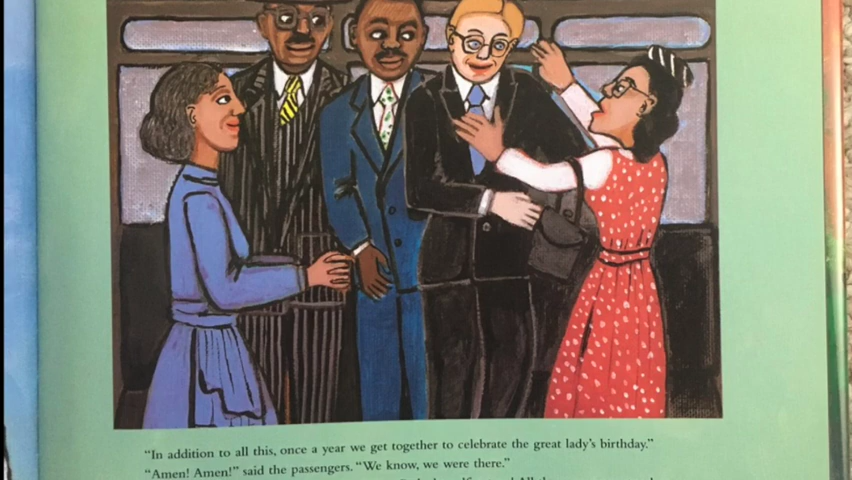 “In addition to all this, once a year we get together to celebrate the great lady’s birthday.”
“Amen! Amen!” said the passengers. “We know, we were there.”